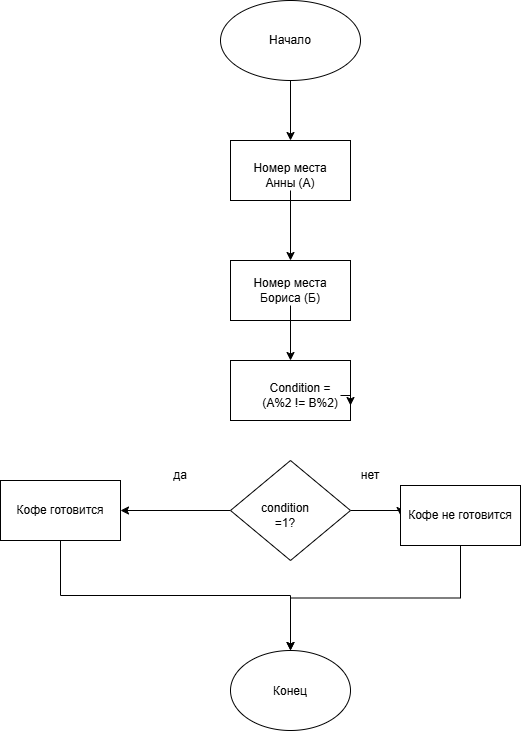 Начало
Номер места
Анны (А)
Номер места
Бориса (Б)
Condition =
(A%2 != B%2)
да
нет
condition
=1?
Кофе готовится
Кофе не готовится
Конец